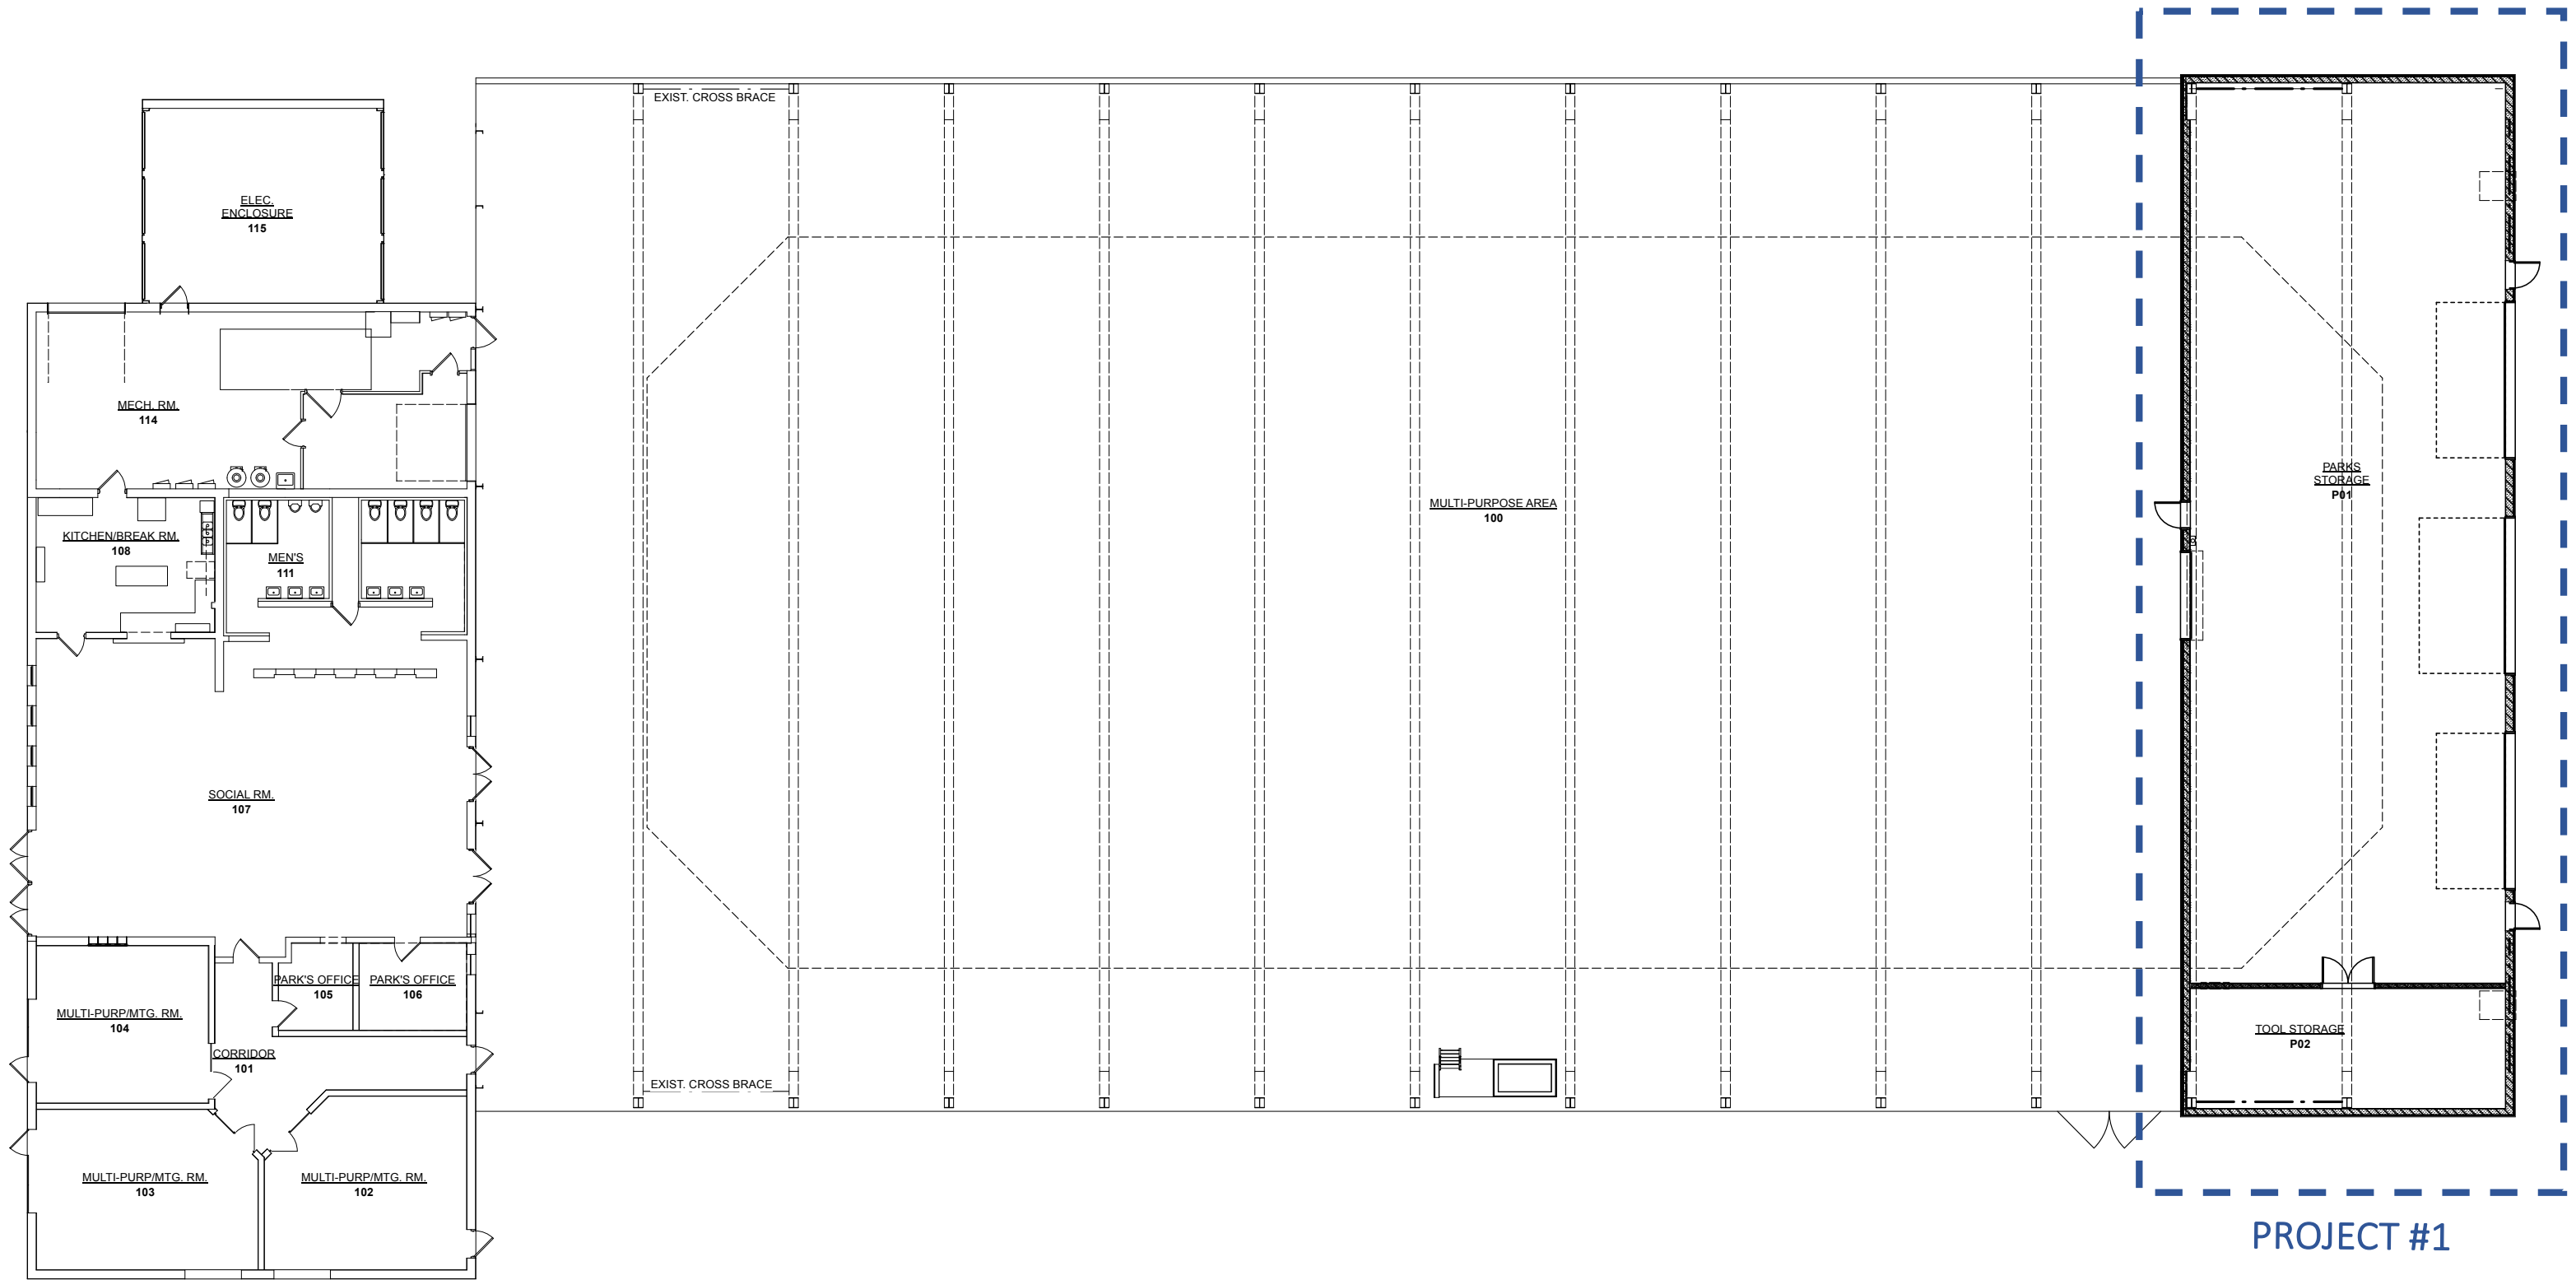 EXIST. CROSS BRACE
ELEC.
ENCLOSURE
115
MECH. RM.
114
KITCHEN/BREAK RM.
108
MEN'S
111
MULTI-PURPOSE AREA
100
PARKS
STORAGE
P01
SOCIAL RM.
107
PARK'S OFFICE
105
PARK'S OFFICE
106
MULTI-PURP/MTG. RM.
104
CORRIDOR
101
TOOL STORAGE
P02
EXIST. CROSS BRACE
MULTI-PURP/MTG. RM.
103
MULTI-PURP/MTG. RM.
102
PROJECT #1